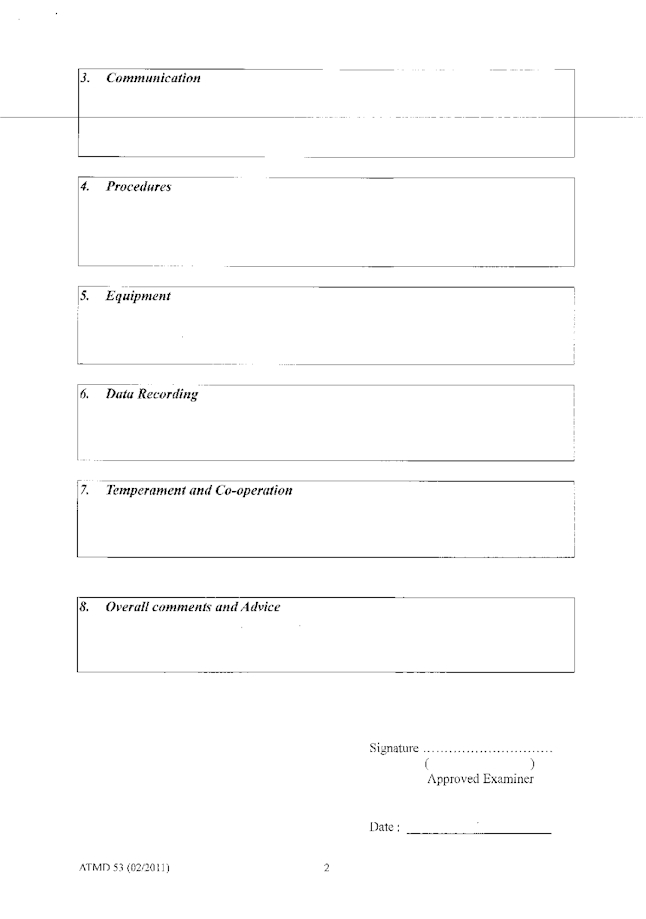 3. Communication
4. Procedures
5. Equipment
6. Data Recording
7. Temperament and Co-operation
8. Overall comments and Advice
Signature ..............................
( )
Approved Examiner
Date : ____________________
ATMD 53 (02/2011) 2